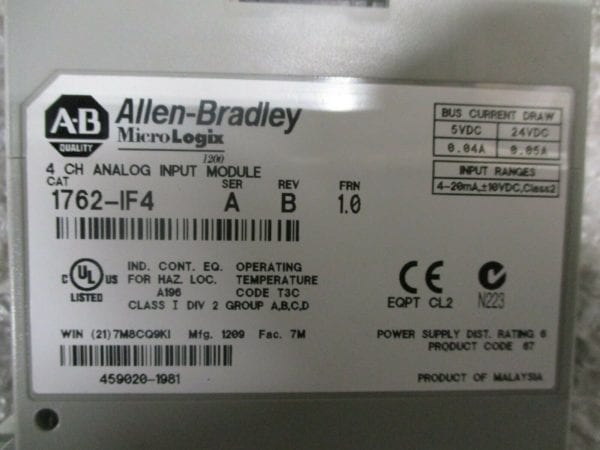 A-B
QUALITY
Allen-Bradley
MicroLogix
1200
BUS CURRENT DRAW
5VDC 24VDC
0.04A 0.05A
INPUT RANGES
4-20mA,±10VDC,Class2
4 CH ANALOG INPUT MODULE
CAT SER REV FRN
1762-IF4 A B 1.0
C UL US
LISTED
IND. CONT. EQ. OPERATING
FOR HAZ. LOC. TEMPERATURE
A196 CODE T3C
CLASS I DIV 2 GROUP A,B,C,D
CE
EQPT CL2
N223
WIN (21)7M8CQ9KI Mfg. 1209 Fac. 7M
POWER SUPPLY DIST. RATING 6
PRODUCT CODE 67
459020-1981
PRODUCT OF MALAYSIA